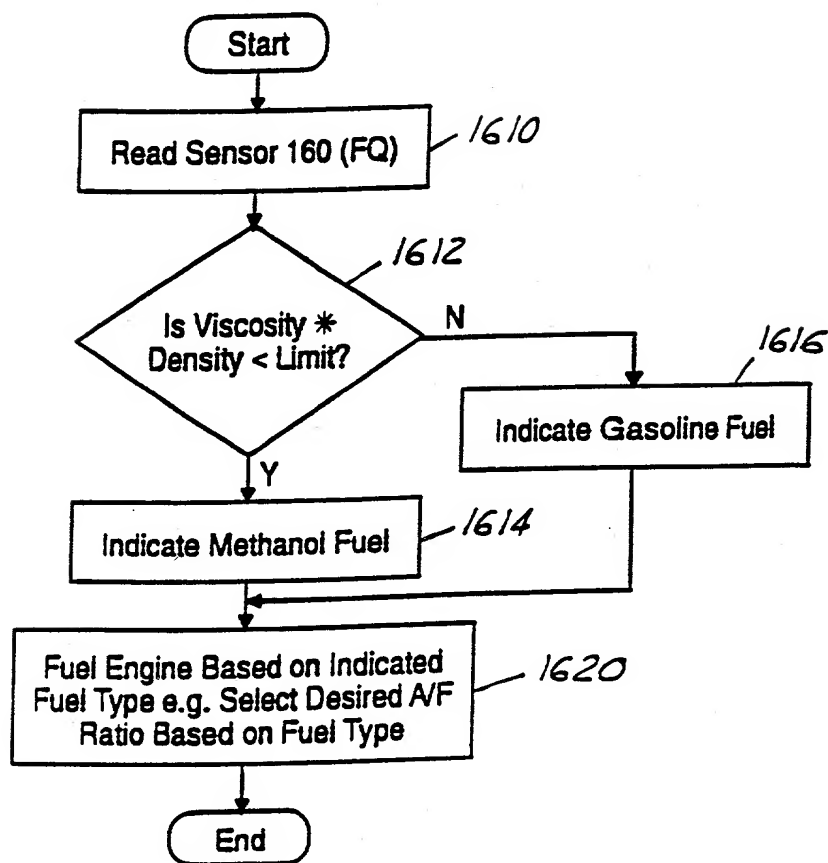 Start
Read Sensor 160 (FQ)
1610
Is Viscosity *
Density < Limit?
1612
N
Y
Indicate Gasoline Fuel
1616
Indicate Methanol Fuel
1614
Fuel Engine Based on Indicated
Fuel Type e.g. Select Desired A/F
Ratio Based on Fuel Type
1620
End